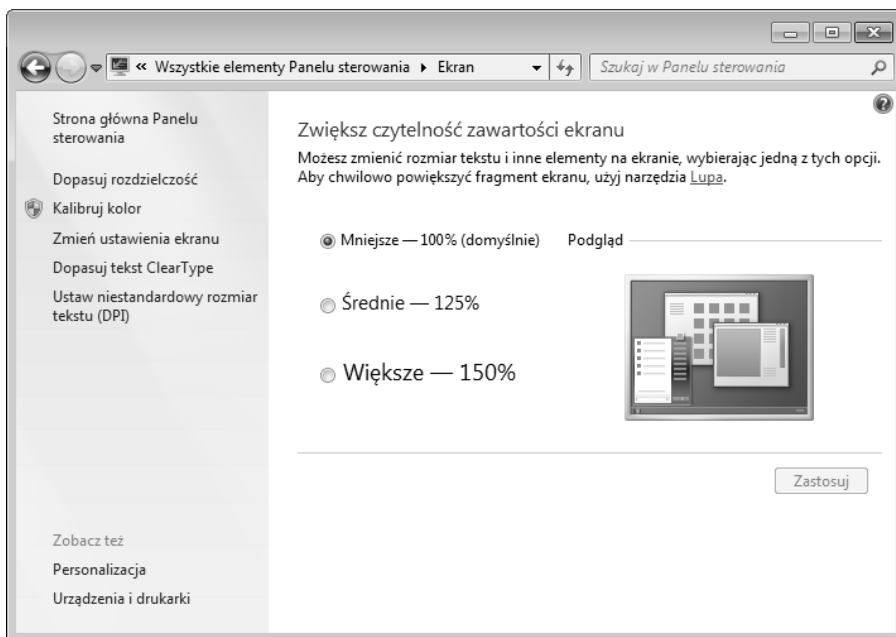 « Wszystkie elementy Panelu sterowania ▸ Ekran
Szukaj w Panelu sterowania
Strona główna Panelu
sterowania
Dopasuj rozdzielczość
Kalibruj kolor
Zmień ustawienia ekranu
Dopasuj tekst ClearType
Ustaw niestandardowy rozmiar
tekstu (DPI)
Zobacz też
Personalizacja
Urządzenia i drukarki
Zwiększ czytelność zawartości ekranu
Możesz zmienić rozmiar tekstu i inne elementy na ekranie, wybierając jedną z tych opcji.
Aby chwilowo powiększyć fragment ekranu, użyj narzędzia Lupa.
Mniejsze — 100% (domyślnie)
Podgląd
Średnie — 125%
Większe — 150%
Zastosuj